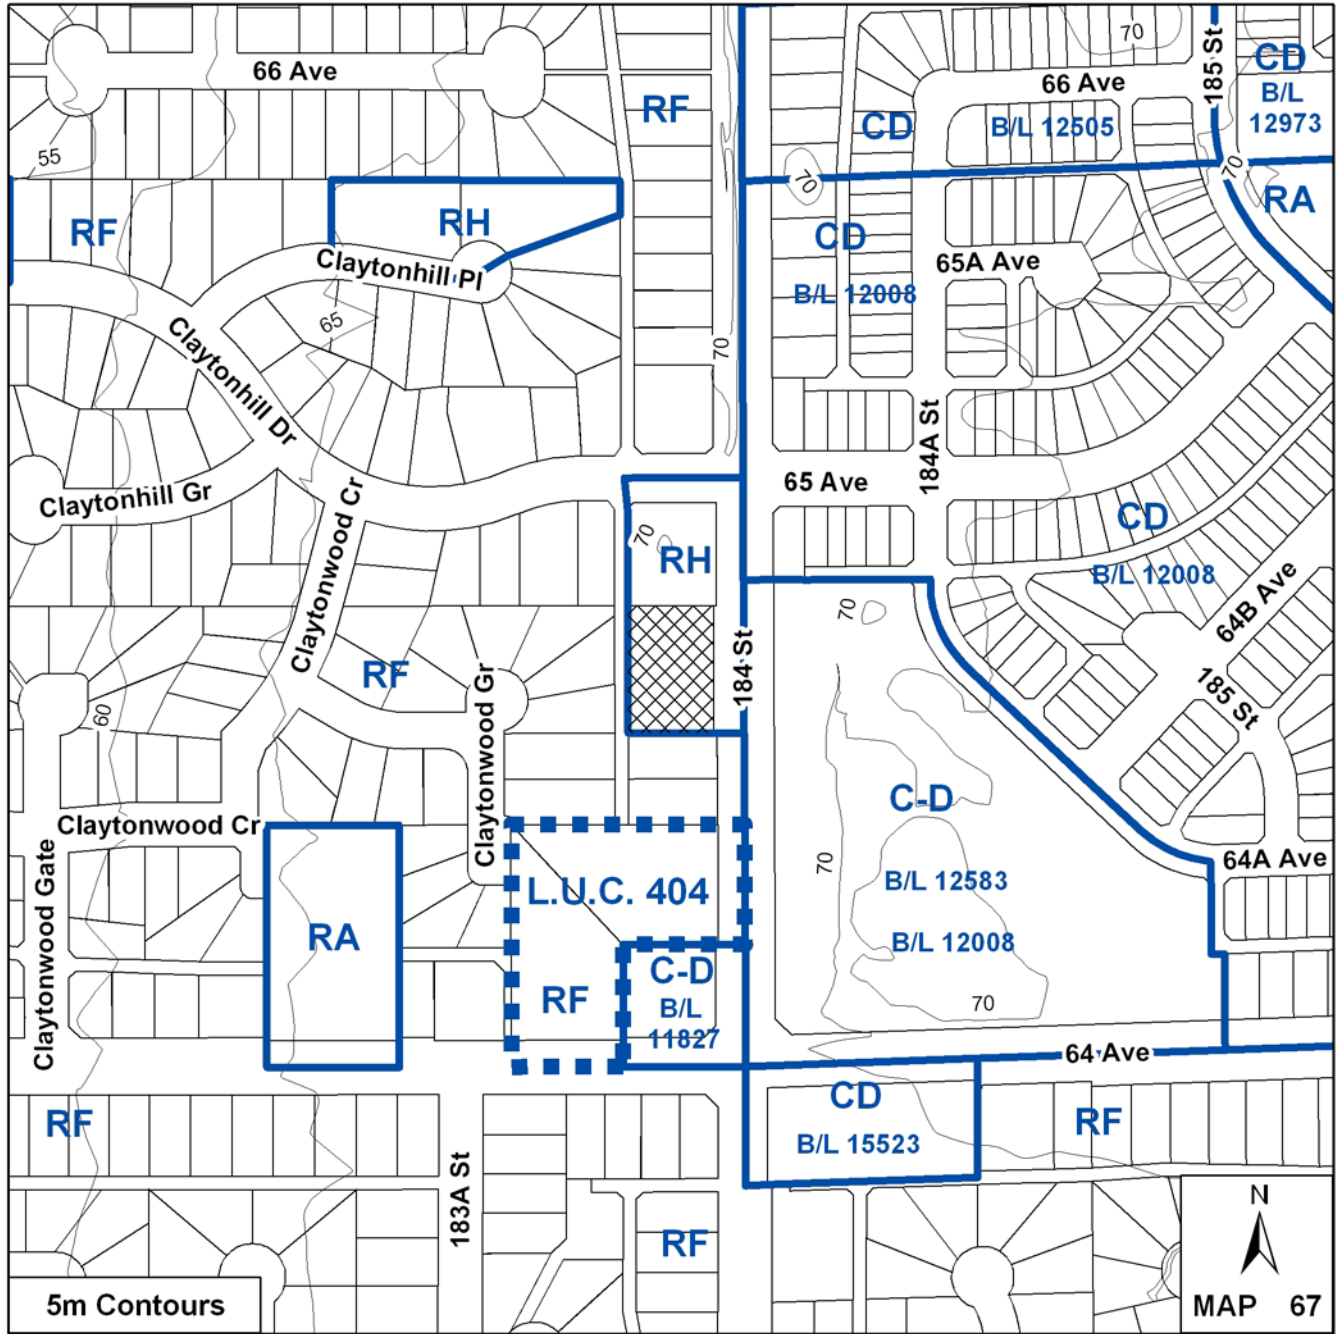 70
185 St
CD
B/L
12973
66 Ave
66 Ave
RF
CD
B/L 12505
55
70
70
RA
RF
RH
CD
65A Ave
Claytonhill Pl
B/L 12008
65
70
Claytonhill Dr
184A St
Claytonhill Gr
65 Ave
Claytonwood Cr
70
CD
RH
B/L 12008
70
64B Ave
RF
184 St
185 St
60
Claytonwood Gr
C-D
Claytonwood Cr
64A Ave
70
B/L 12583
L.U.C. 404
Claytonwood Gate
RA
B/L 12008
C-D
RF
B/L
11827
70
64 Ave
CD
RF
RF
B/L 15523
183A St
RF
N
5m Contours
MAP 67